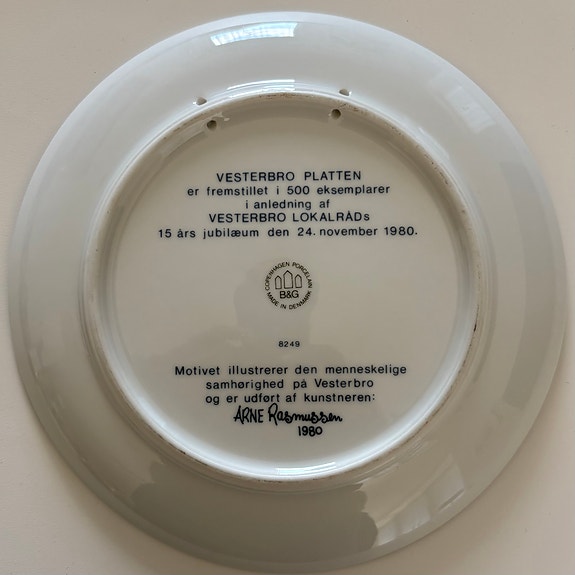 VESTERBRO PLATTEN
er fremstillet i 500 eksemplarer
i anledning af
VESTERBRO LOKALRÅDs
15 års jubilæum den 24. november 1980.
COPENHAGEN PORCELAIN
B&G
MADE IN DENMARK
8249
Motivet illustrerer den menneskelige
samhørighed på Vesterbro
og er udført af kunstneren:
ARNE Rasmussen
1980